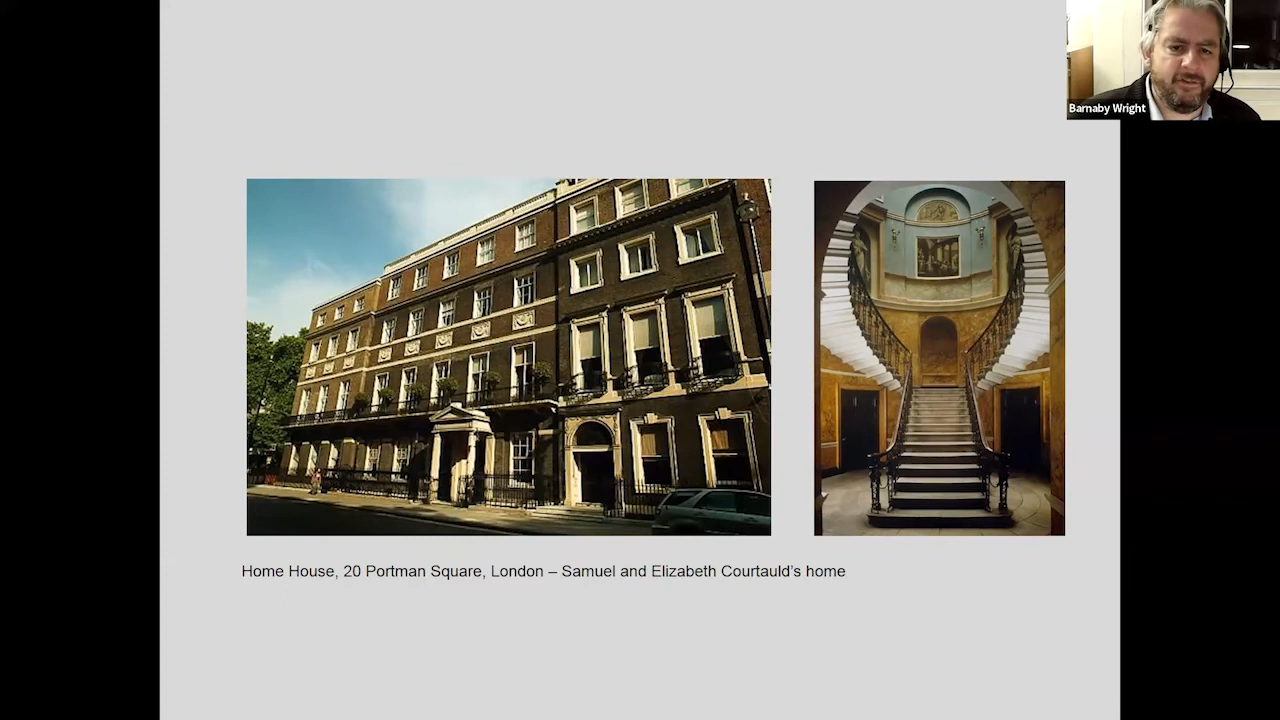 Barnaby Wright
Home House, 20 Portman Square, London – Samuel and Elizabeth Courtauld’s home